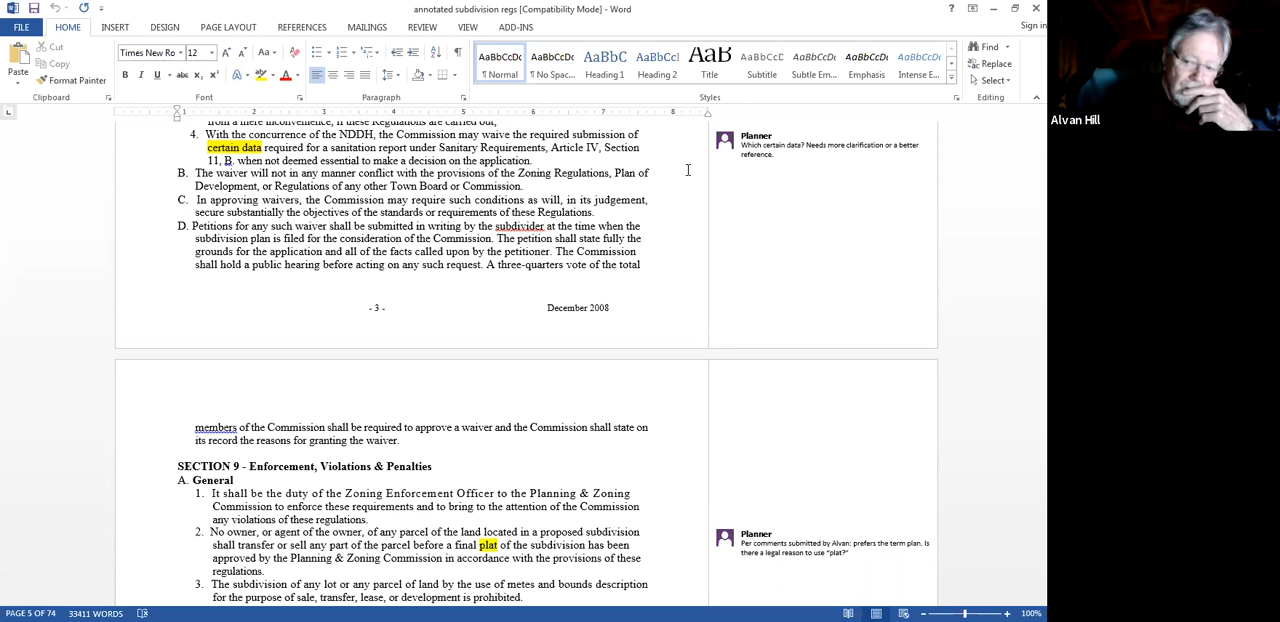 annotated subdivision regs [Compatibility Mode] - Word
Sign in
FILE HOME INSERT DESIGN PAGE LAYOUT REFERENCES MAILINGS REVIEW VIEW ADD-INS
Paste
Cut
Copy
Format Painter
Clipboard
Times New Ro 12
Font
Paragraph
AaBbCcDc AaBbCcDc AaBbC AaBbCc AaB AaBbCcC AaBbCcDc AaBbCcDc AaBbCcDc
¶ Normal ¶ No Spac... Heading 1 Heading 2 Title Subtitle Subtle Em... Emphasis Intense E...
Styles
Find
Replace
Select
Editing
1 2 3 4 5 6 7 8
from a mere inconvenience, if these Regulations are carried out;
4. With the concurrence of the NDDH, the Commission may waive the required submission of
certain data required for a sanitation report under Sanitary Requirements, Article IV, Section
11, B. when not deemed essential to make a decision on the application.
B. The waiver will not in any manner conflict with the provisions of the Zoning Regulations, Plan of
Development, or Regulations of any other Town Board or Commission.
C. In approving waivers, the Commission may require such conditions as will, in its judgement,
secure substantially the objectives of the standards or requirements of these Regulations.
D. Petitions for any such waiver shall be submitted in writing by the subdivider at the time when the
subdivision plan is filed for the consideration of the Commission. The petition shall state fully the
grounds for the application and all of the facts called upon by the petitioner. The Commission
shall hold a public hearing before acting on any such request. A three-quarters vote of the total
- 3 - December 2008
members of the Commission shall be required to approve a waiver and the Commission shall state on
its record the reasons for granting the waiver.
SECTION 9 - Enforcement, Violations & Penalties
A. General
1. It shall be the duty of the Zoning Enforcement Officer to the Planning & Zoning
Commission to enforce these requirements and to bring to the attention of the Commission
any violations of these regulations.
2. No owner, or agent of the owner, of any parcel of the land located in a proposed subdivision
shall transfer or sell any part of the parcel before a final plat of the subdivision has been
approved by the Planning & Zoning Commission in accordance with the provisions of these
regulations.
3. The subdivision of any lot or any parcel of land by the use of metes and bounds description
for the purpose of sale, transfer, lease, or development is prohibited.
Planner
Which certain data? Needs more clarification or a better
reference.
Planner
Per comments submitted by Alvan: prefers the term plan. Is
there a legal reason to use "plat?"
PAGE 5 OF 74 33411 WORDS
100%
Alvan Hill